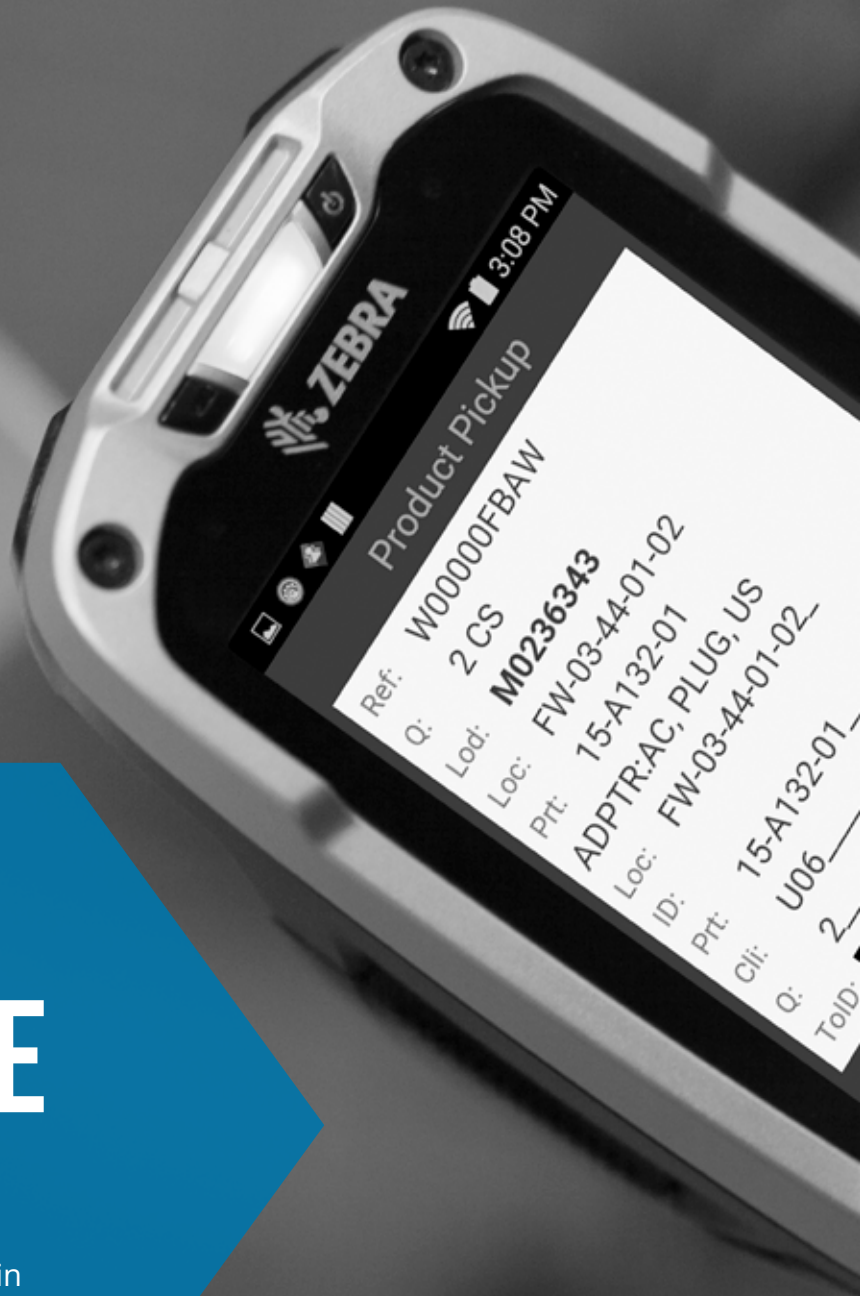 3:08 PM
ZEBRA
Product Pickup
Ref: W00000FBAW
Q: 2 CS
Lod: M0236343
Loc: FW-03-44-01-02
Prt: 15-A132-01
ADPTR:AC, PLUG, US
Loc: FW-03-44-01-02_
ID:
Prt: 15-A132-01_
Cli: U06
Q: 2
ToID:
E
in